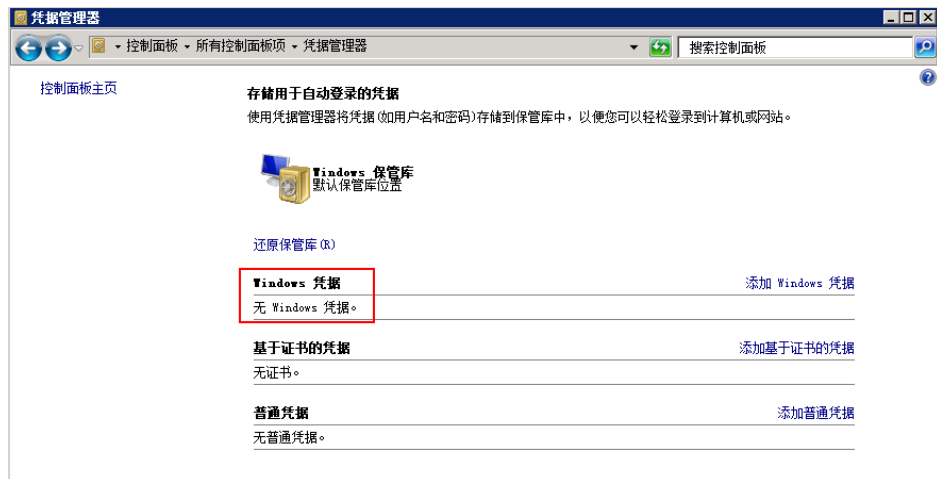 凭据管理器
控制面板 ▾ 所有控制面板项 ▾ 凭据管理器
搜索控制面板
控制面板主页
存储用于自动登录的凭据
使用凭据管理器将凭据(如用户名和密码)存储到保管库中，以便您可以轻松登录到计算机或网站。
Windows 保管库
默认保管库位置
还原保管库(R)
Windows 凭据 添加 Windows 凭据
无 Windows 凭据。
基于证书的凭据 添加基于证书的凭据
无证书。
普通凭据 添加普通凭据
无普通凭据。